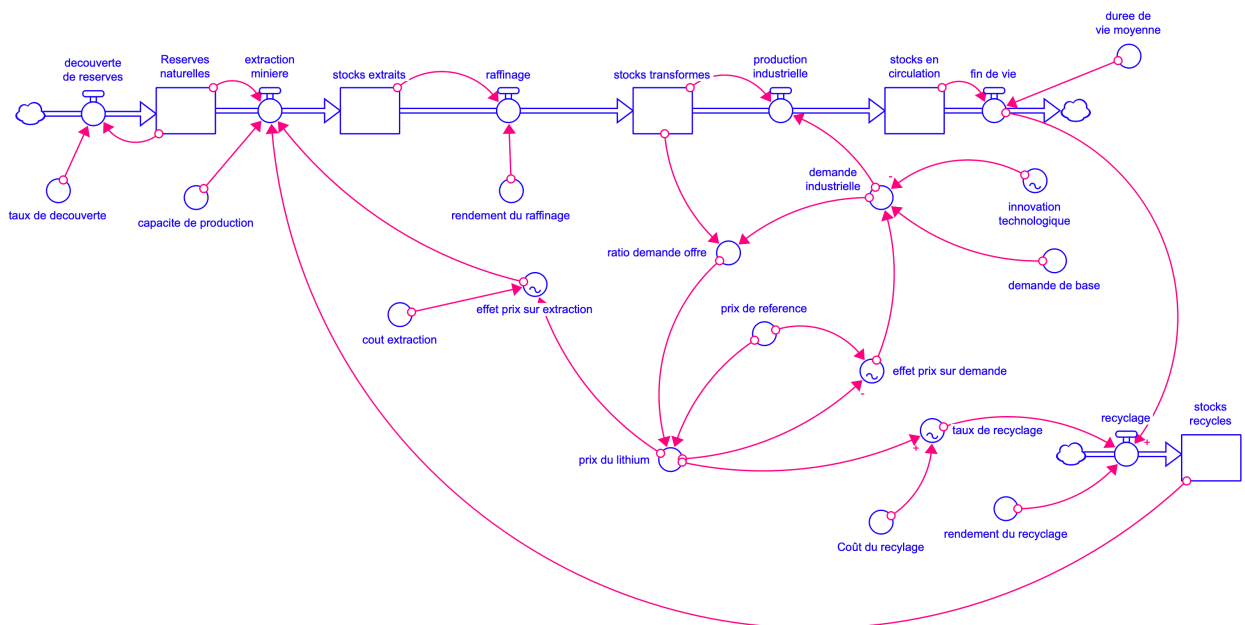 duree de
vie moyenne
decouverte
de reserves
Reserves
naturelles
extraction
miniere
stocks extraits
raffinage
stocks transformes
production
industrielle
stocks en
circulation
fin de vie
taux de decouverte
capacite de production
rendement du raffinage
demande
industrielle
-
innovation
technologique
ratio demande offre
demande de base
effet prix sur extraction
cout extraction
prix de reference
effet prix sur demande
-
prix du lithium
taux de recyclage
+
recyclage
+
stocks
recycles
Coût du recylage
rendement du recyclage